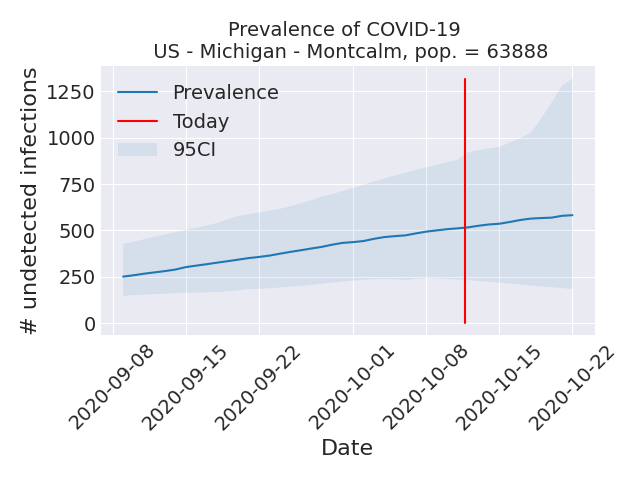 Prevalence of COVID-19
US - Michigan - Montcalm, pop. = 63888
# undetected infections
1250
1000
750
500
250
0
Prevalence
Today
95CI
2020-09-08
2020-09-15
2020-09-22
2020-10-01
2020-10-08
2020-10-15
2020-10-22
Date